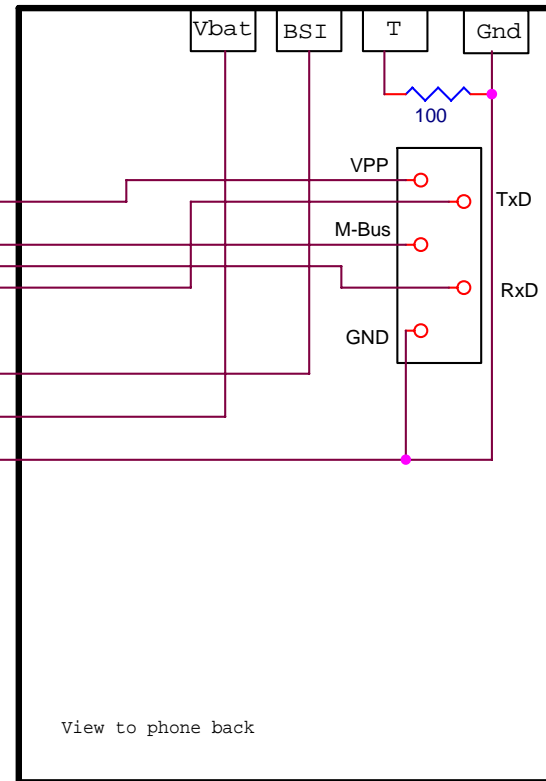 Vbat BSI T Gnd
100
VPP
TxD
M-Bus
RxD
GND
View to phone back